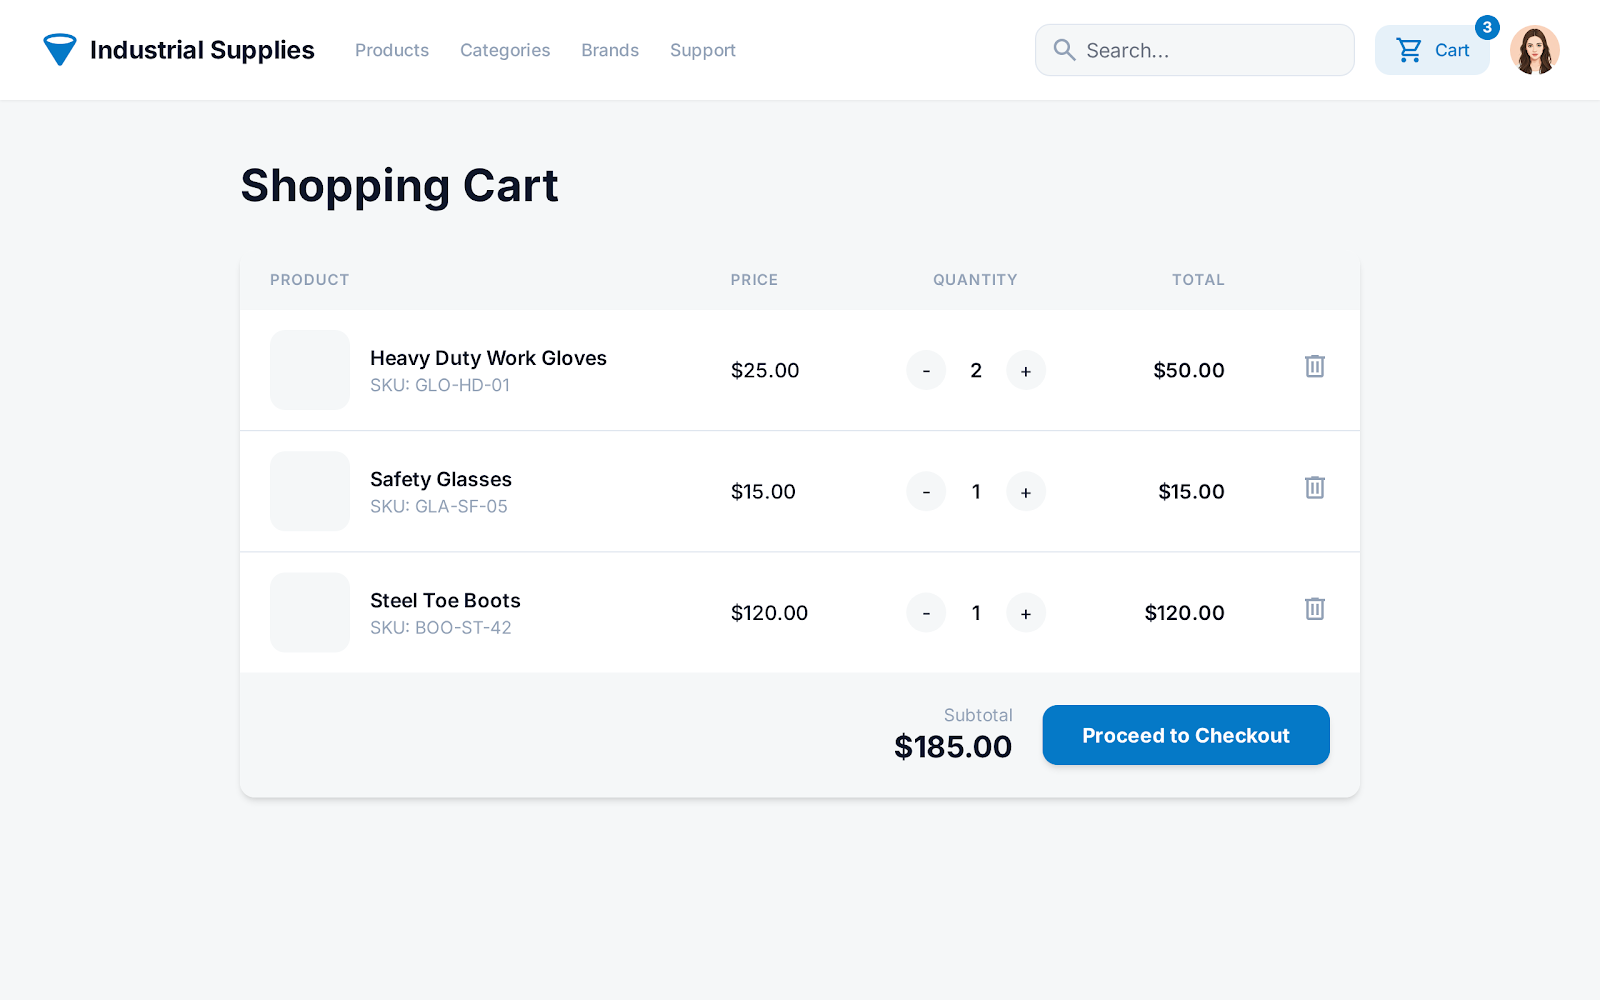 Industrial Supplies
Products
Categories
Brands
Support
Search...
Cart
3
Shopping Cart
PRODUCT PRICE QUANTITY TOTAL
Heavy Duty Work Gloves
SKU: GLO-HD-01
$25.00 - 2 + $50.00
Safety Glasses
SKU: GLA-SF-05
$15.00 - 1 + $15.00
Steel Toe Boots
SKU: BOO-ST-42
$120.00 - 1 + $120.00
Subtotal
$185.00
Proceed to Checkout